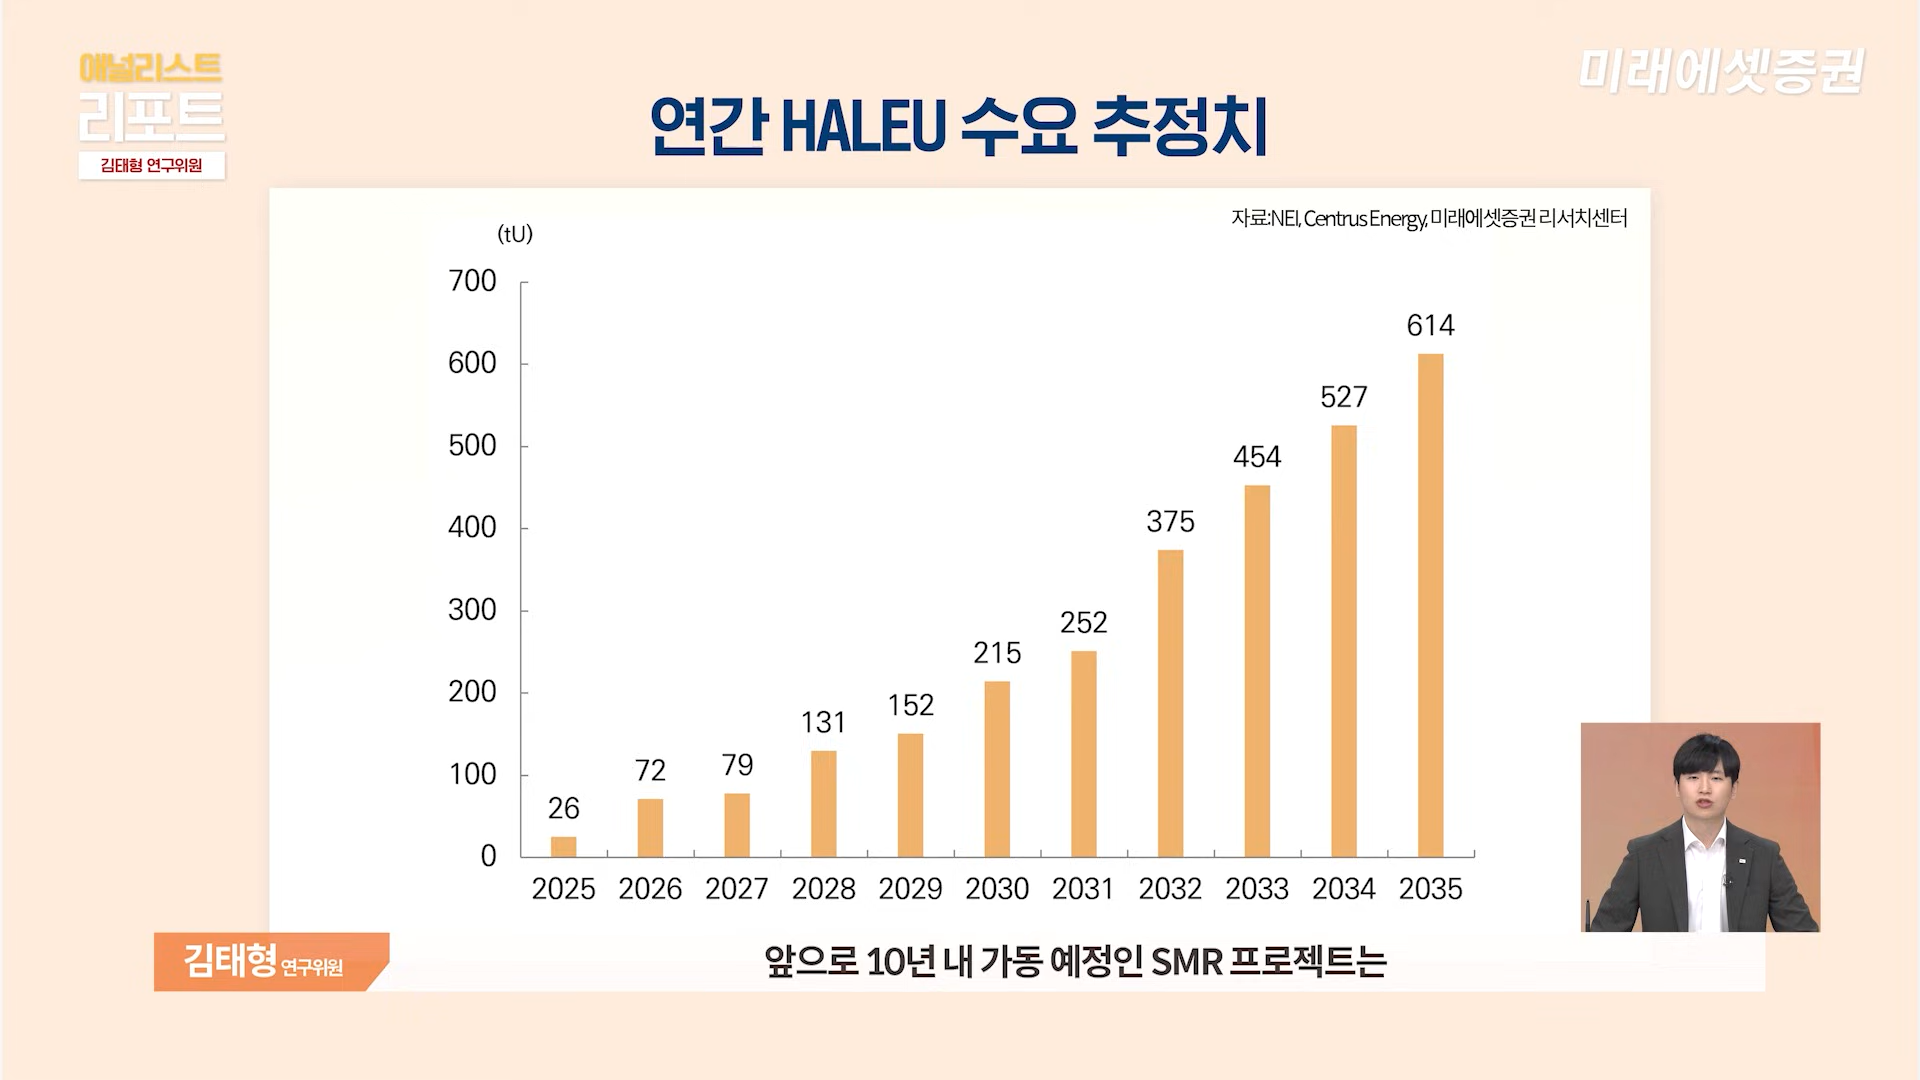 애널리스트
리포트
김태형 연구위원
미래에셋증권
연간 HALEU 수요 추정치
자료:NEI, Centrus Energy, 미래에셋증권 리서치센터
(tU)
700
600
500
400
300
200
100
0
26
72
79
131
152
215
252
375
454
527
614
2025 2026 2027 2028 2029 2030 2031 2032 2033 2034 2035
김태형 연구위원
앞으로 10년 내 가동 예정인 SMR 프로젝트는